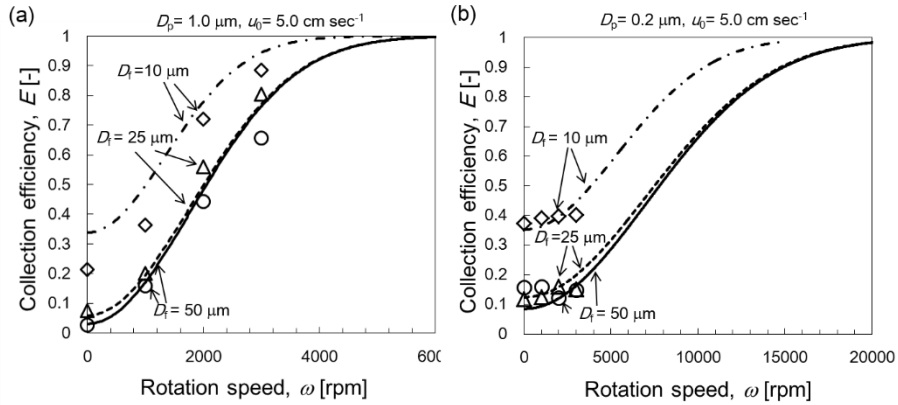 (a)
Dp= 1.0 μm, u0= 5.0 cm sec-1
Collection efficiency, E [-]
1
0.9
0.8
0.7
0.6
0.5
0.4
0.3
0.2
0.1
0
Df= 10 μm
Df= 25 μm
Df= 50 μm
0
2000
4000
600
Rotation speed, ω [rpm]
(b)
Dp= 0.2 μm, u0= 5.0 cm sec-1
Collection efficiency, E [-]
1
0.9
0.8
0.7
0.6
0.5
0.4
0.3
0.2
0.1
0
Df= 10 μm
Df=25 μm
Df= 50 μm
0
5000
10000
15000
20000
Rotation speed, ω [rpm]